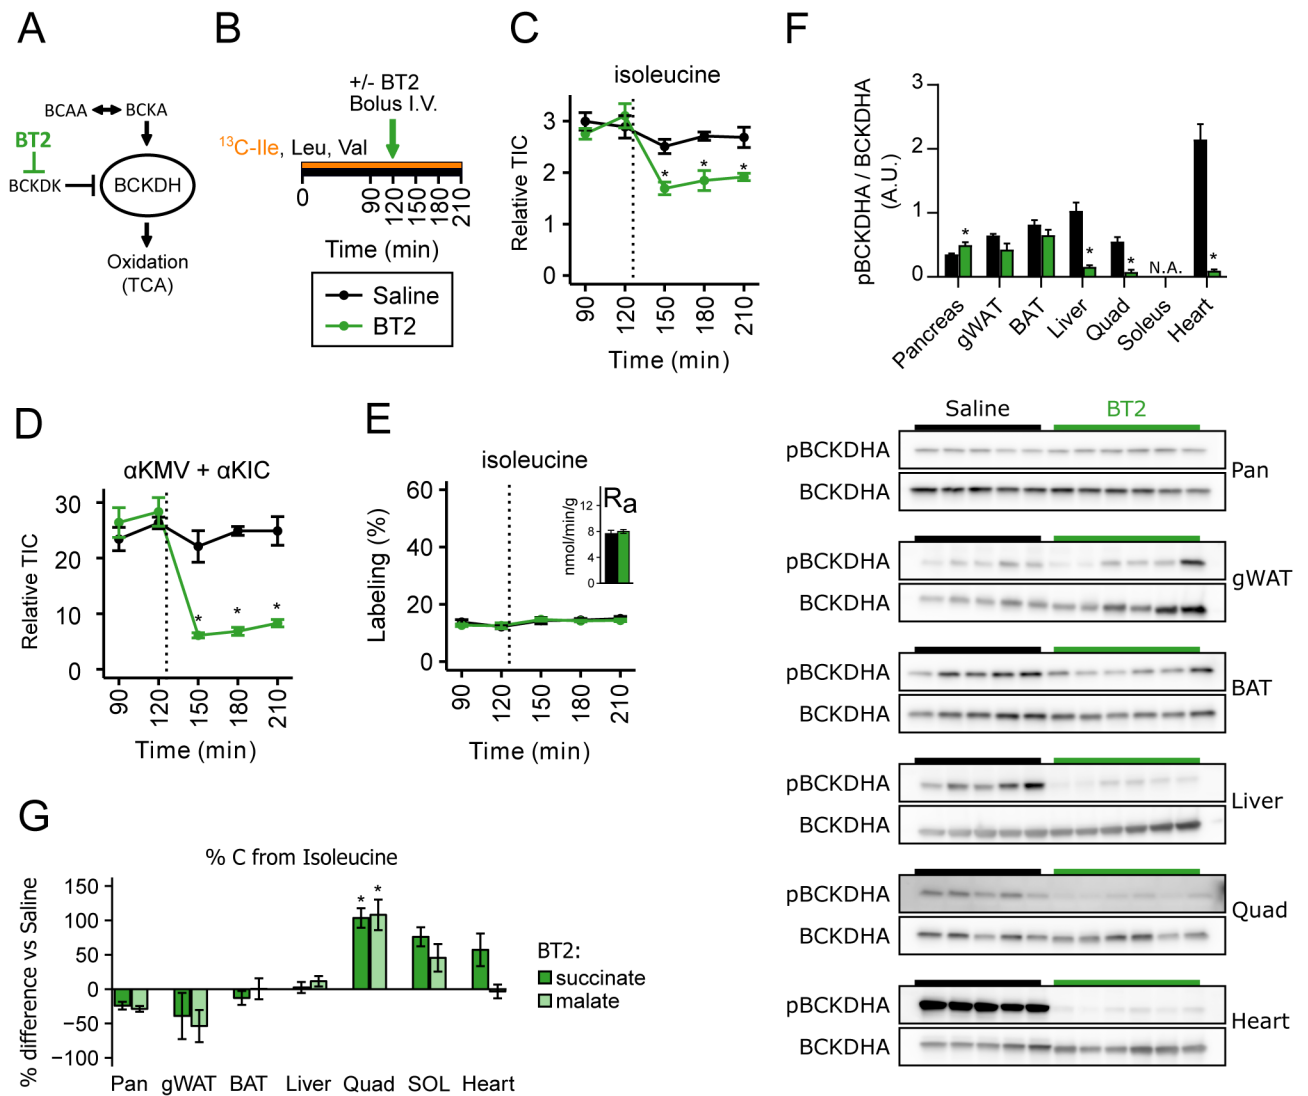 A
BCAA
BCKA
BT2
BCKDK
BCKDH
Oxidation
(TCA)
B
+/- BT2
Bolus I.V.
¹³C-Ile, Leu, Val
0
90
120
150
180
210
Time (min)
Saline
BT2
C
isoleucine
Relative TIC
3
2
1
0
*
*
*
90
120
150
180
210
Time (min)
F
pBCKDHA / BCKDHA
(A.U.)
3
2
1
0
*
*
*
N.A.
*
Pancreas
gWAT
BAT
Liver
Quad
Soleus
Heart
D
αKMV + αKIC
Relative TIC
30
20
10
0
*
*
*
90
120
150
180
210
Time (min)
E
isoleucine
Labeling (%)
60
40
20
0
Ra
nmol/min/g
12
8
4
0
90
120
150
180
210
Time (min)
Saline
BT2
pBCKDHA
BCKDHA
Pan
pBCKDHA
BCKDHA
gWAT
pBCKDHA
BCKDHA
BAT
pBCKDHA
BCKDHA
Liver
pBCKDHA
BCKDHA
Quad
pBCKDHA
BCKDHA
Heart
G
% C from Isoleucine
% difference vs Saline
150
100
50
0
−50
−100
*
*
Pan
gWAT
BAT
Liver
Quad
SOL
Heart
BT2:
succinate
malate